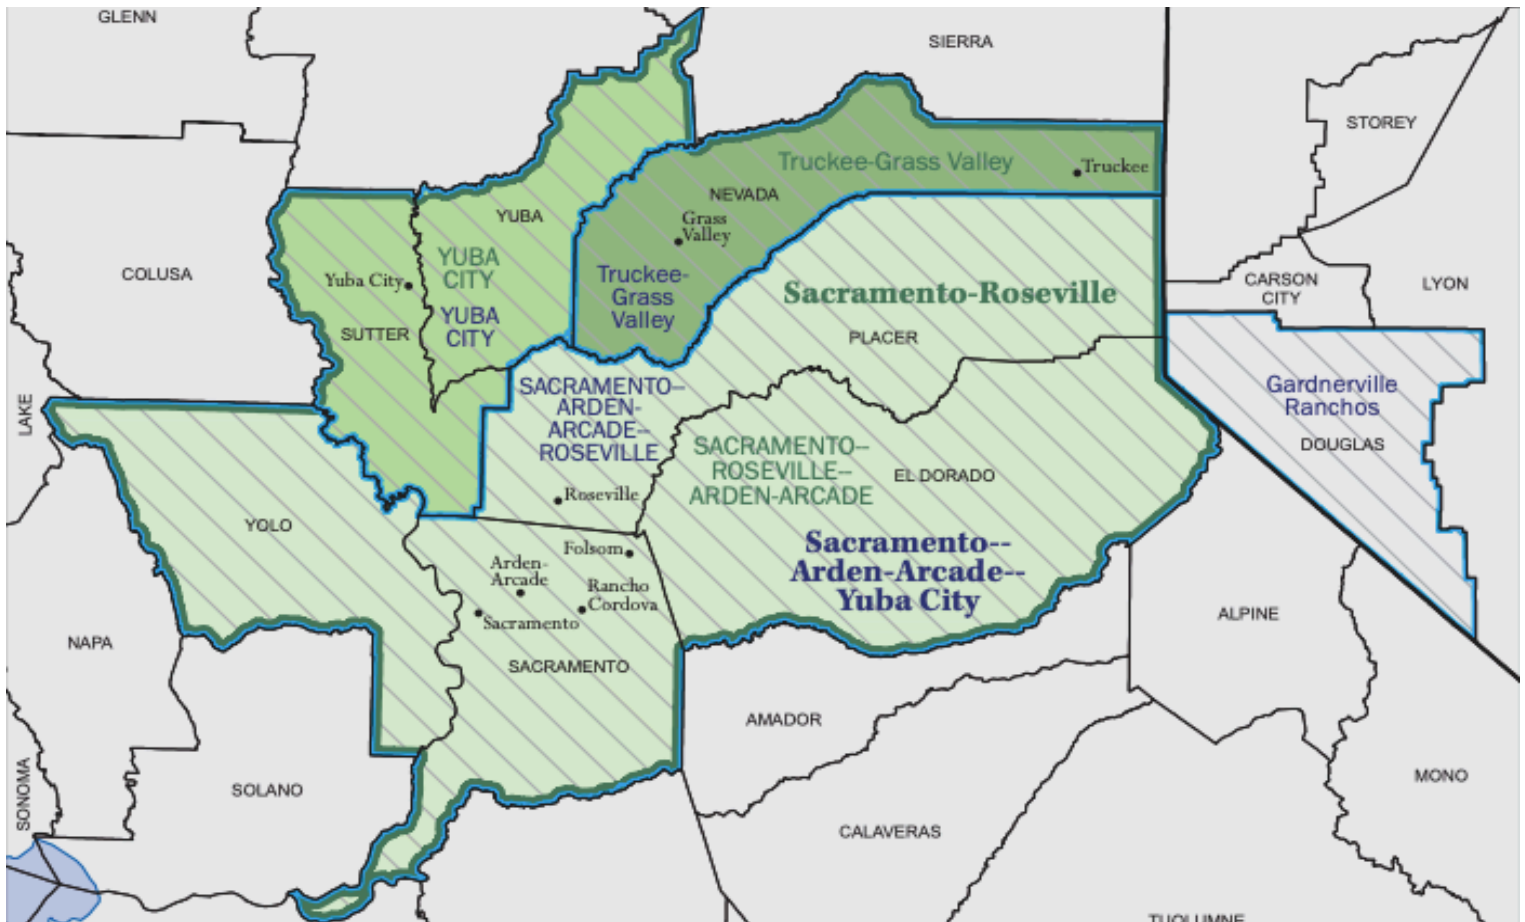 GLENN
SIERRA
STOREY
Truckee-Grass Valley
Truckee
NEVADA
YUBA
Grass
Valley
COLUSA
YUBA
CITY
Yuba City
Truckee-
Grass
Valley
CARSON
CITY
LYON
Sacramento-Roseville
YUBA
CITY
SUTTER
PLACER
LAKE
SACRAMENTO--
ARDEN-
ARCADE--
ROSEVILLE
Gardnerville
Ranchos
DOUGLAS
SACRAMENTO--
ROSEVILLE--
ARDEN-ARCADE
EL DORADO
Roseville
YOLO
Folsom
Sacramento--
Arden-Arcade--
Yuba City
Arden-
Arcade
Rancho
Cordova
Sacramento
ALPINE
NAPA
SACRAMENTO
AMADOR
SONOMA
SOLANO
MONO
CALAVERAS
TUOLUMNE